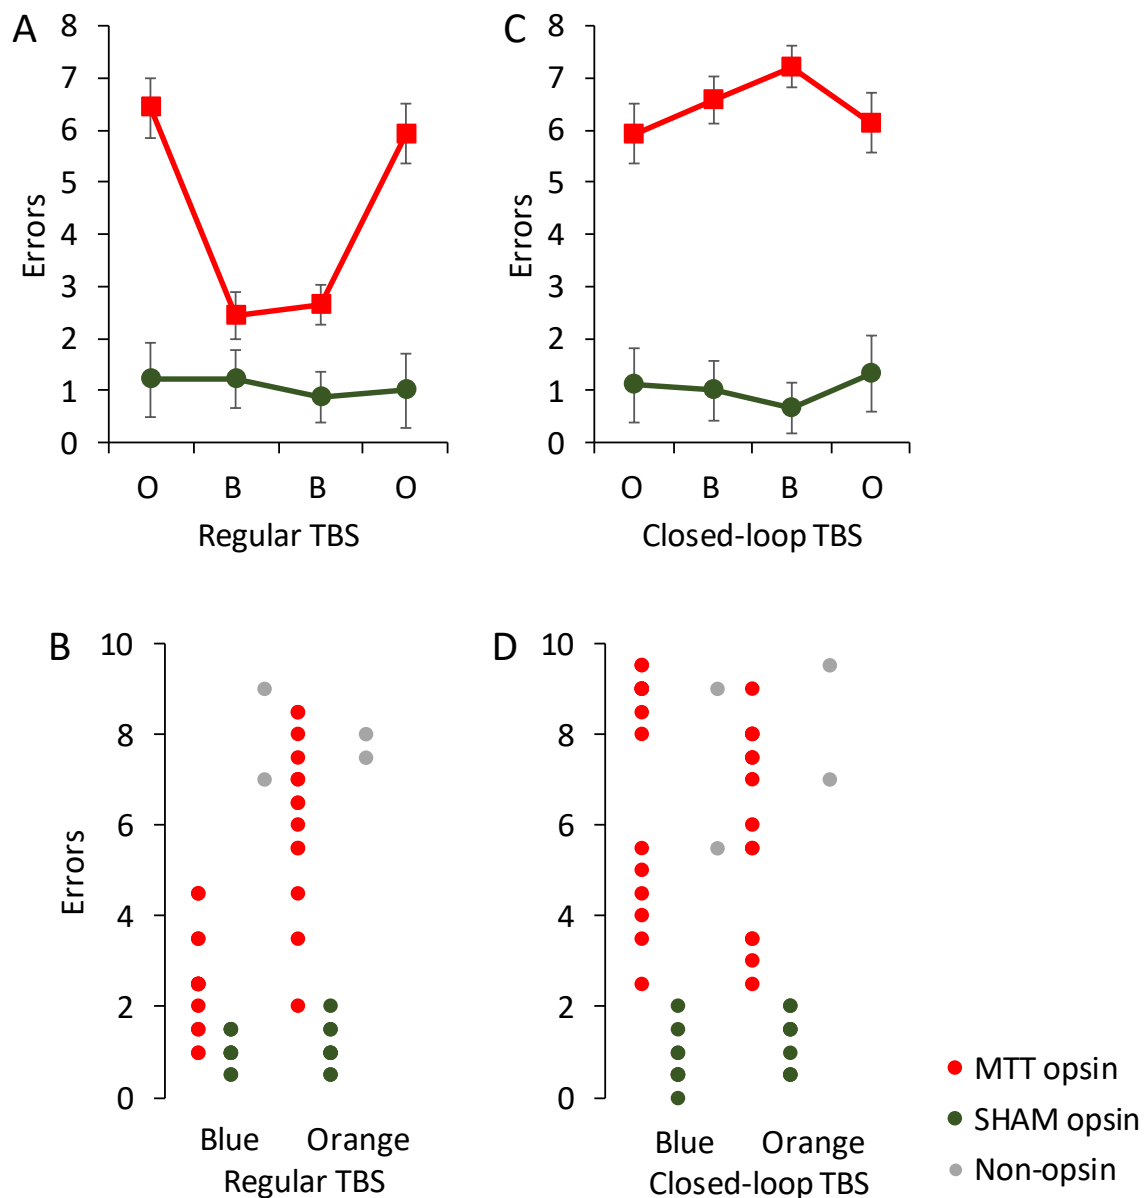 A
8
7
6
5
4
3
2
1
0
Errors
O B B O
Regular TBS
C
8
7
6
5
4
3
2
1
0
Errors
O B B O
Closed-loop TBS
B
10
8
6
4
2
0
Errors
Blue Orange
Regular TBS
D
10
8
6
4
2
0
Blue Orange
Closed-loop TBS
MTT opsin
SHAM opsin
Non-opsin